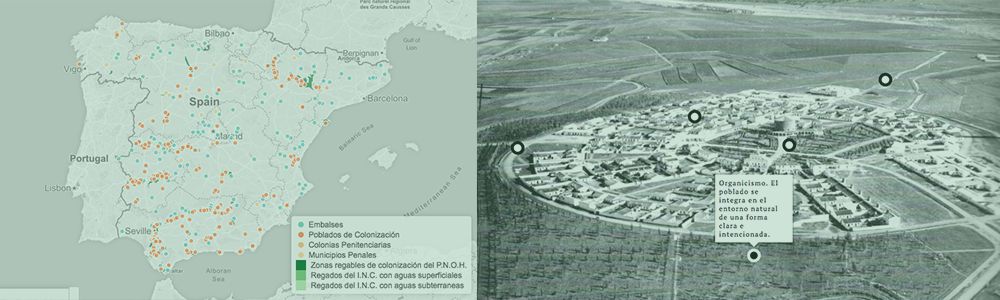 Parc naturel régional
des Grands Causses
Bilbao
Gulf of
Lion
Perpignan
Andorra
Vigo
Barcelona
Spain
Madrid
Portugal
Balearic Sea
Lisbon
Mediterranean Sea
Seville
Alboran
Sea
Embalses
Poblados de Colonización
Colonias Penitenciarias
Municipios Penales
Zonas regables de colonización del P.N.O.H.
Regados del I.N.C. con aguas superficiales
Regados del I.N.C. con aguas subterraneas
Organicismo. El
poblado se
integra en el
entorno natural
de una forma
clara e
intencionada.